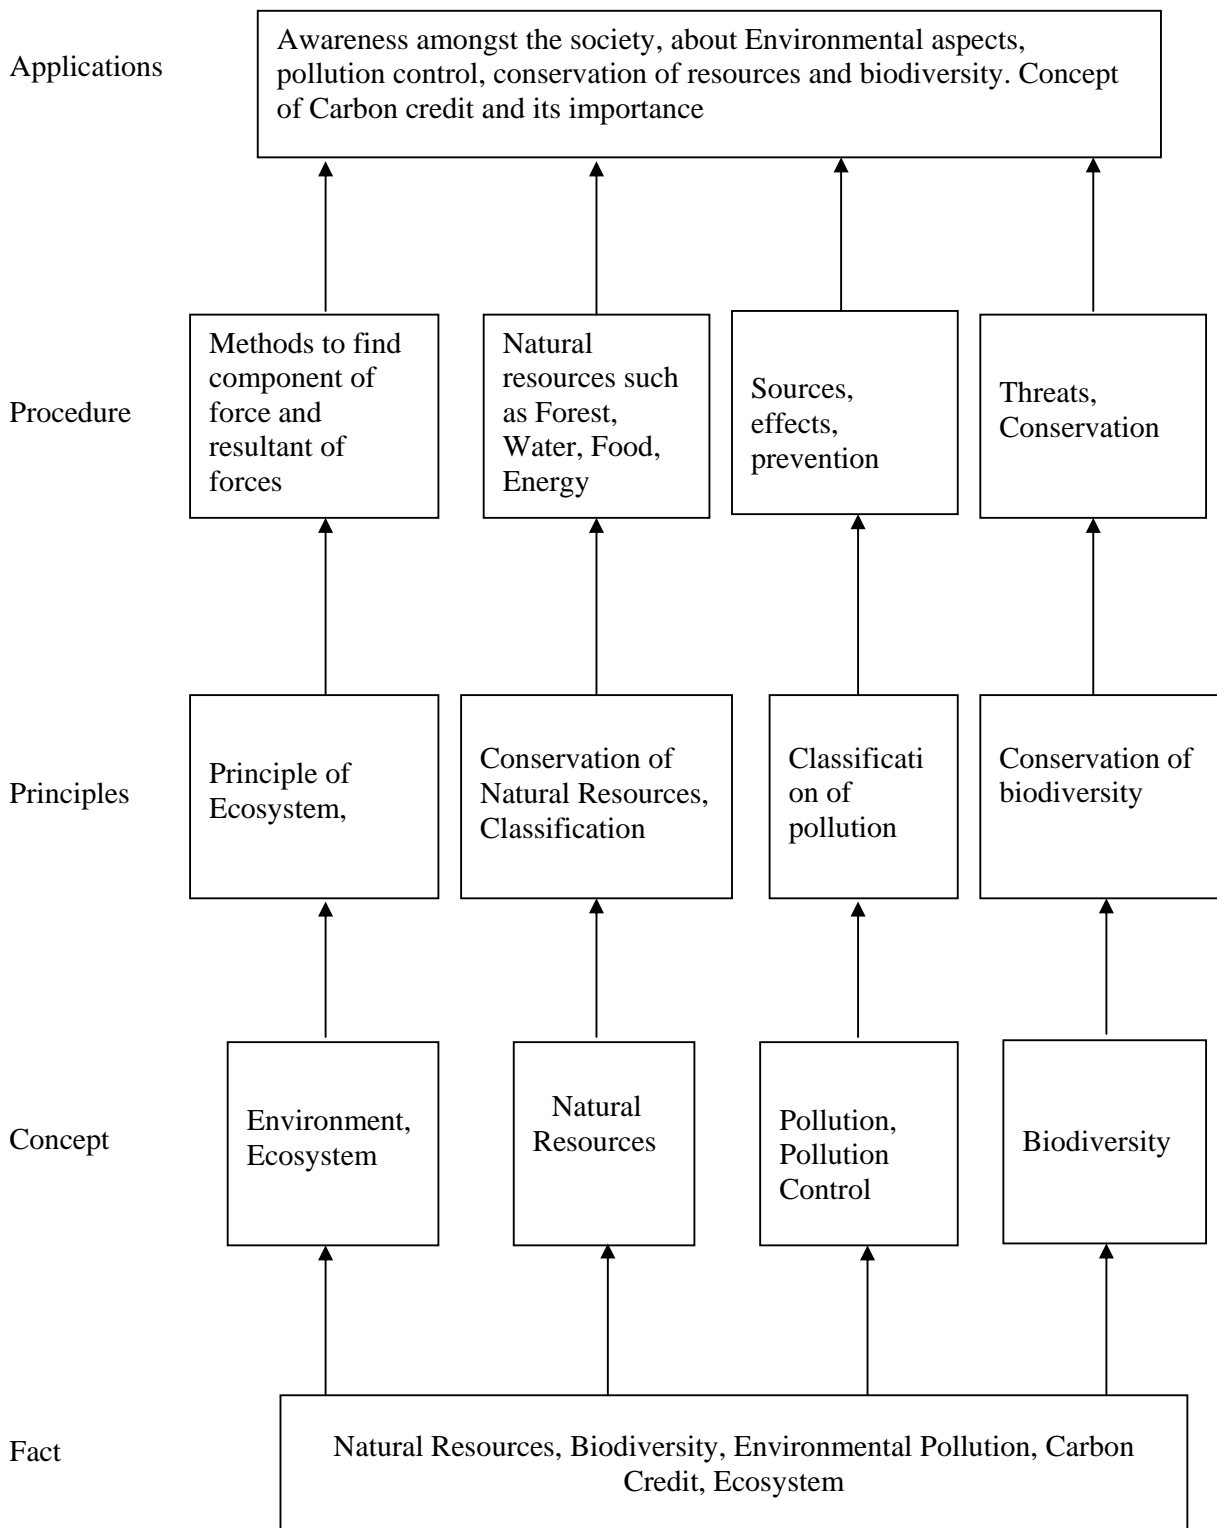 Applications
Awareness amongst the society, about Environmental aspects,
pollution control, conservation of resources and biodiversity. Concept
of Carbon credit and its importance
Procedure
Methods to find
component of
force and
resultant of
forces
Natural
resources such
as Forest,
Water, Food,
Energy
Sources,
effects,
prevention
Threats,
Conservation
Principles
Principle of
Ecosystem,
Conservation of
Natural Resources,
Classification
Classificati
on of
pollution
Conservation of
biodiversity
Concept
Environment,
Ecosystem
Natural
Resources
Pollution,
Pollution
Control
Biodiversity
Fact
Natural Resources, Biodiversity, Environmental Pollution, Carbon
Credit, Ecosystem